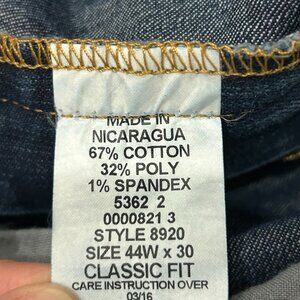 MADE IN
NICARAGUA
67% COTTON
32% POLY
1% SPANDEX
5362 2
0000821 3
STYLE 8920
SIZE 44W x 30
CLASSIC FIT
CARE INSTRUCTION OVER
03/16